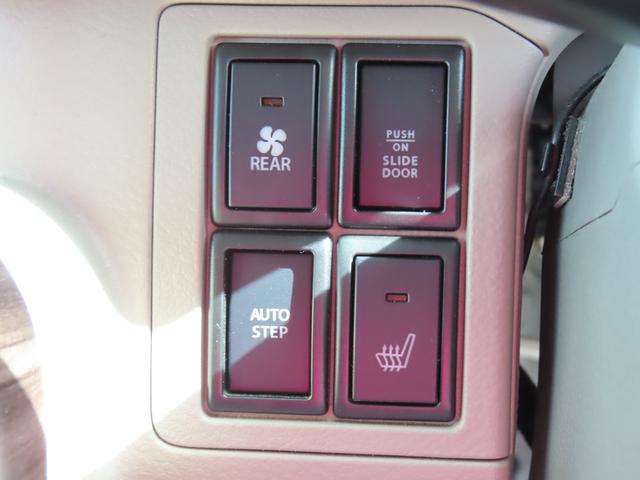 REAR
PUSH
ON
SLIDE
DOOR
AUTO
STEP